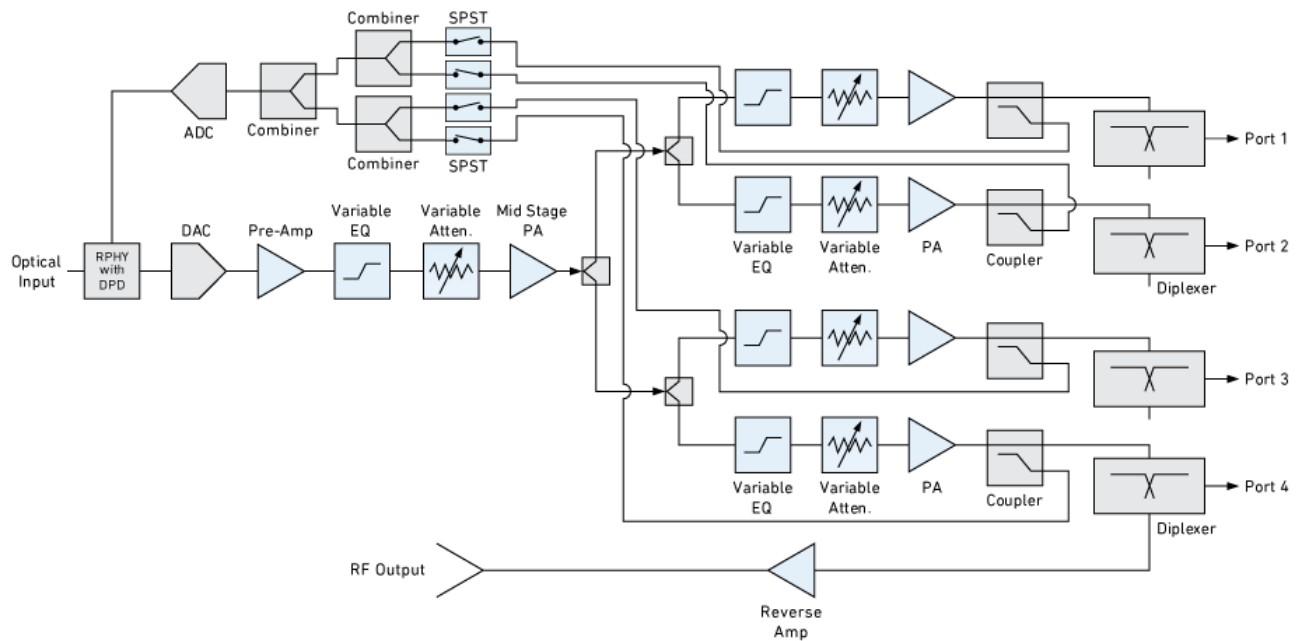 Combiner
SPST
ADC
Combiner
Combiner
SPST
Optical
Input
RPHY
with
DPD
DAC
Pre-Amp
Variable
EQ
Variable
Atten.
Mid Stage
PA
Port 1
Variable
EQ
Variable
Atten.
PA
Coupler
Port 2
Diplexer
Port 3
Variable
EQ
Variable
Atten.
PA
Coupler
Port 4
Diplexer
RF Output
Reverse
Amp